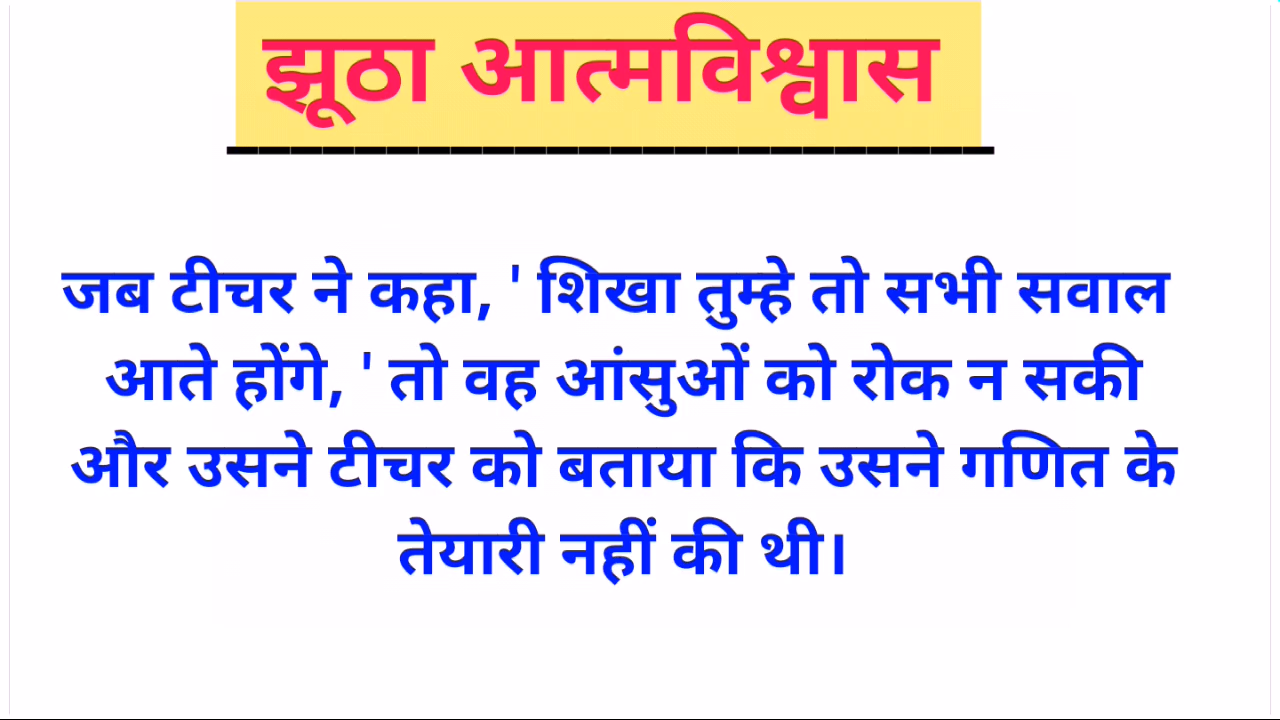 झूठा आत्मविश्वास
जब टीचर ने कहा, ' शिखा तुम्हे तो सभी सवाल
आते होंगे, ' तो वह आंसुओं को रोक न सकी
और उसने टीचर को बताया कि उसने गणित के
तेयारी नहीं की थी।